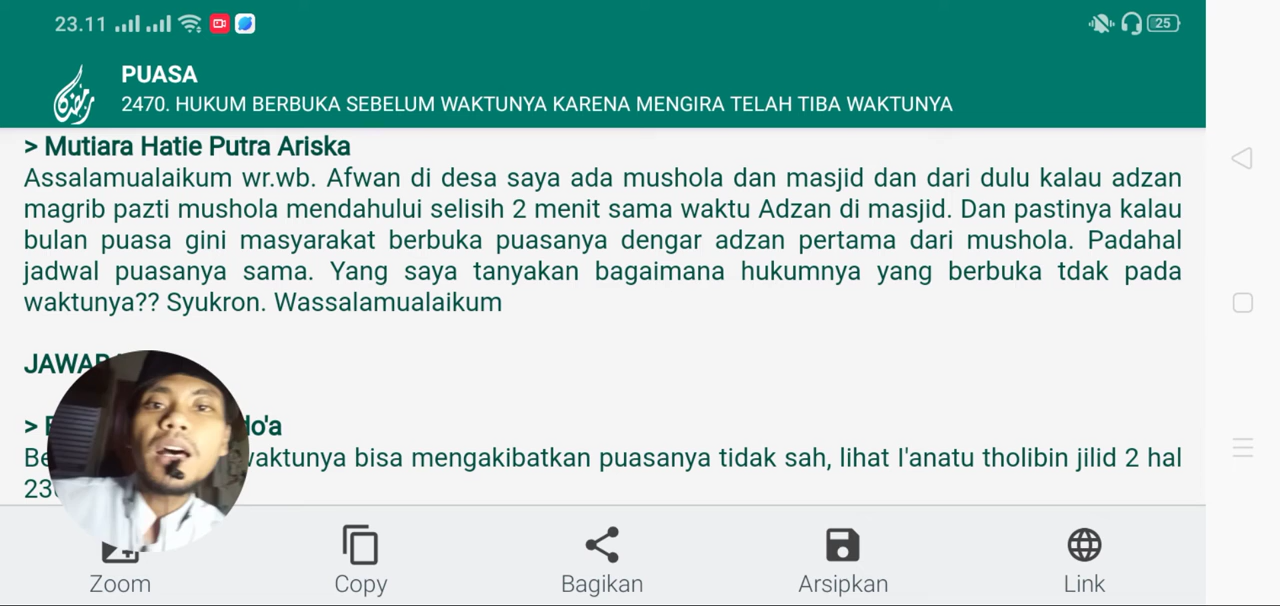 23.11
25
PUASA
2470. HUKUM BERBUKA SEBELUM WAKTUNYA KARENA MENGIRA TELAH TIBA WAKTUNYA
> Mutiara Hatie Putra Ariska
Assalamualaikum wr.wb. Afwan di desa saya ada mushola dan masjid dan dari dulu kalau adzan
magrib pazti mushola mendahului selisih 2 menit sama waktu Adzan di masjid. Dan pastinya kalau
bulan puasa gini masyarakat berbuka puasanya dengar adzan pertama dari mushola. Padahal
jadwal puasanya sama. Yang saya tanyakan bagaimana hukumnya yang berbuka tdak pada
waktunya?? Syukron. Wassalamualaikum
>
waktunya bisa mengakibatkan puasanya tidak sah, lihat I'anatu tholibin jilid 2 hal
Zoom
Copy
Bagikan
Arsipkan
Link